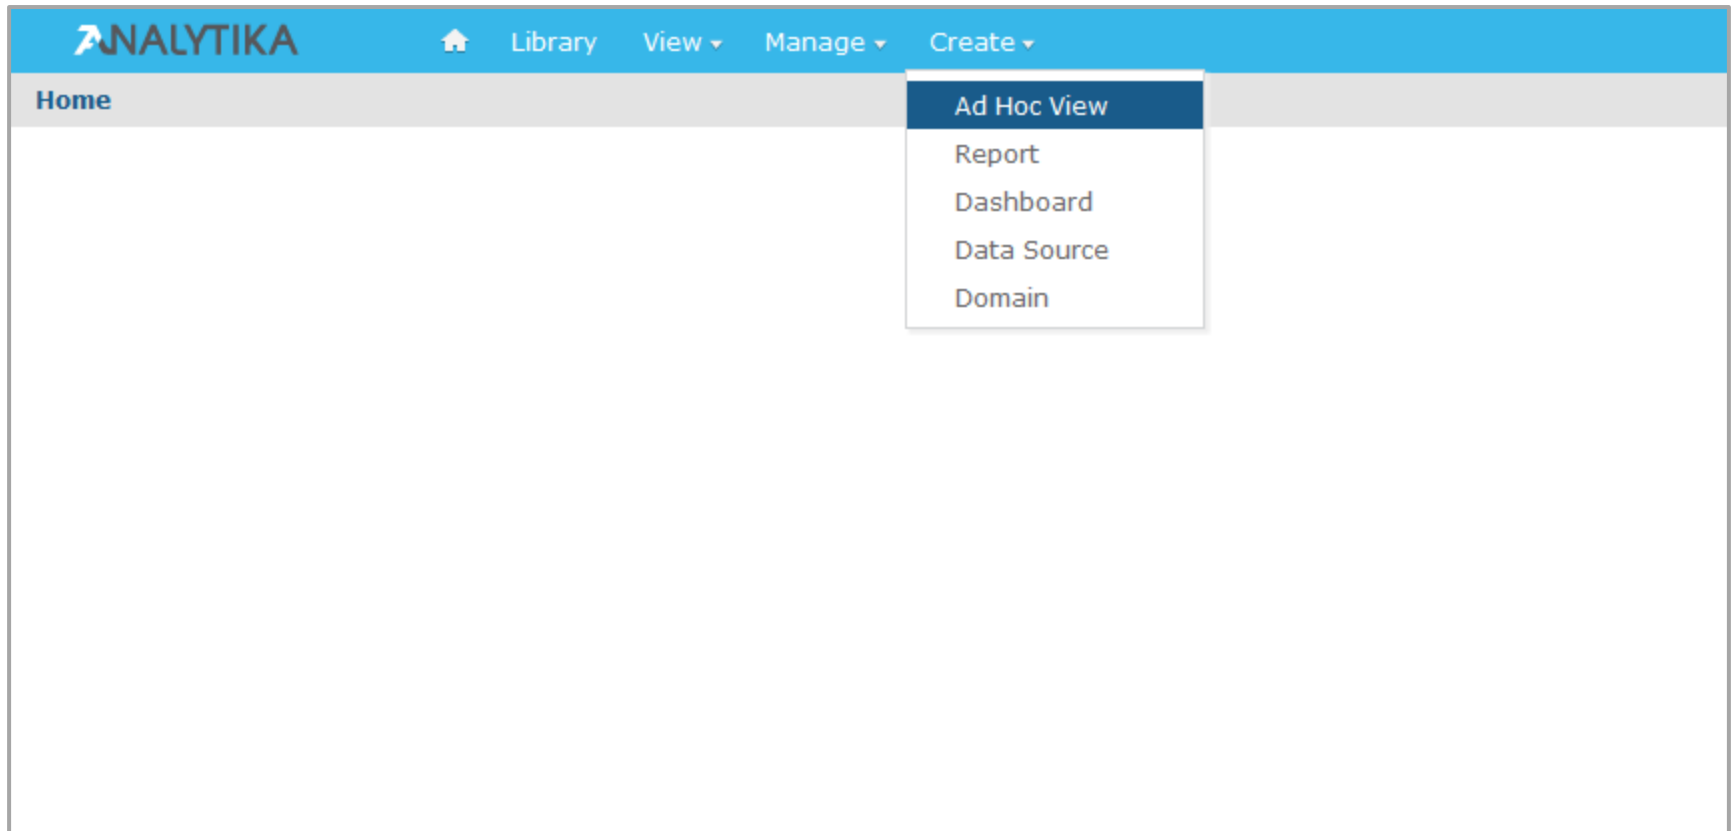 ANALYTIKA Library View Manage Create
Home
Ad Hoc View
Report
Dashboard
Data Source
Domain